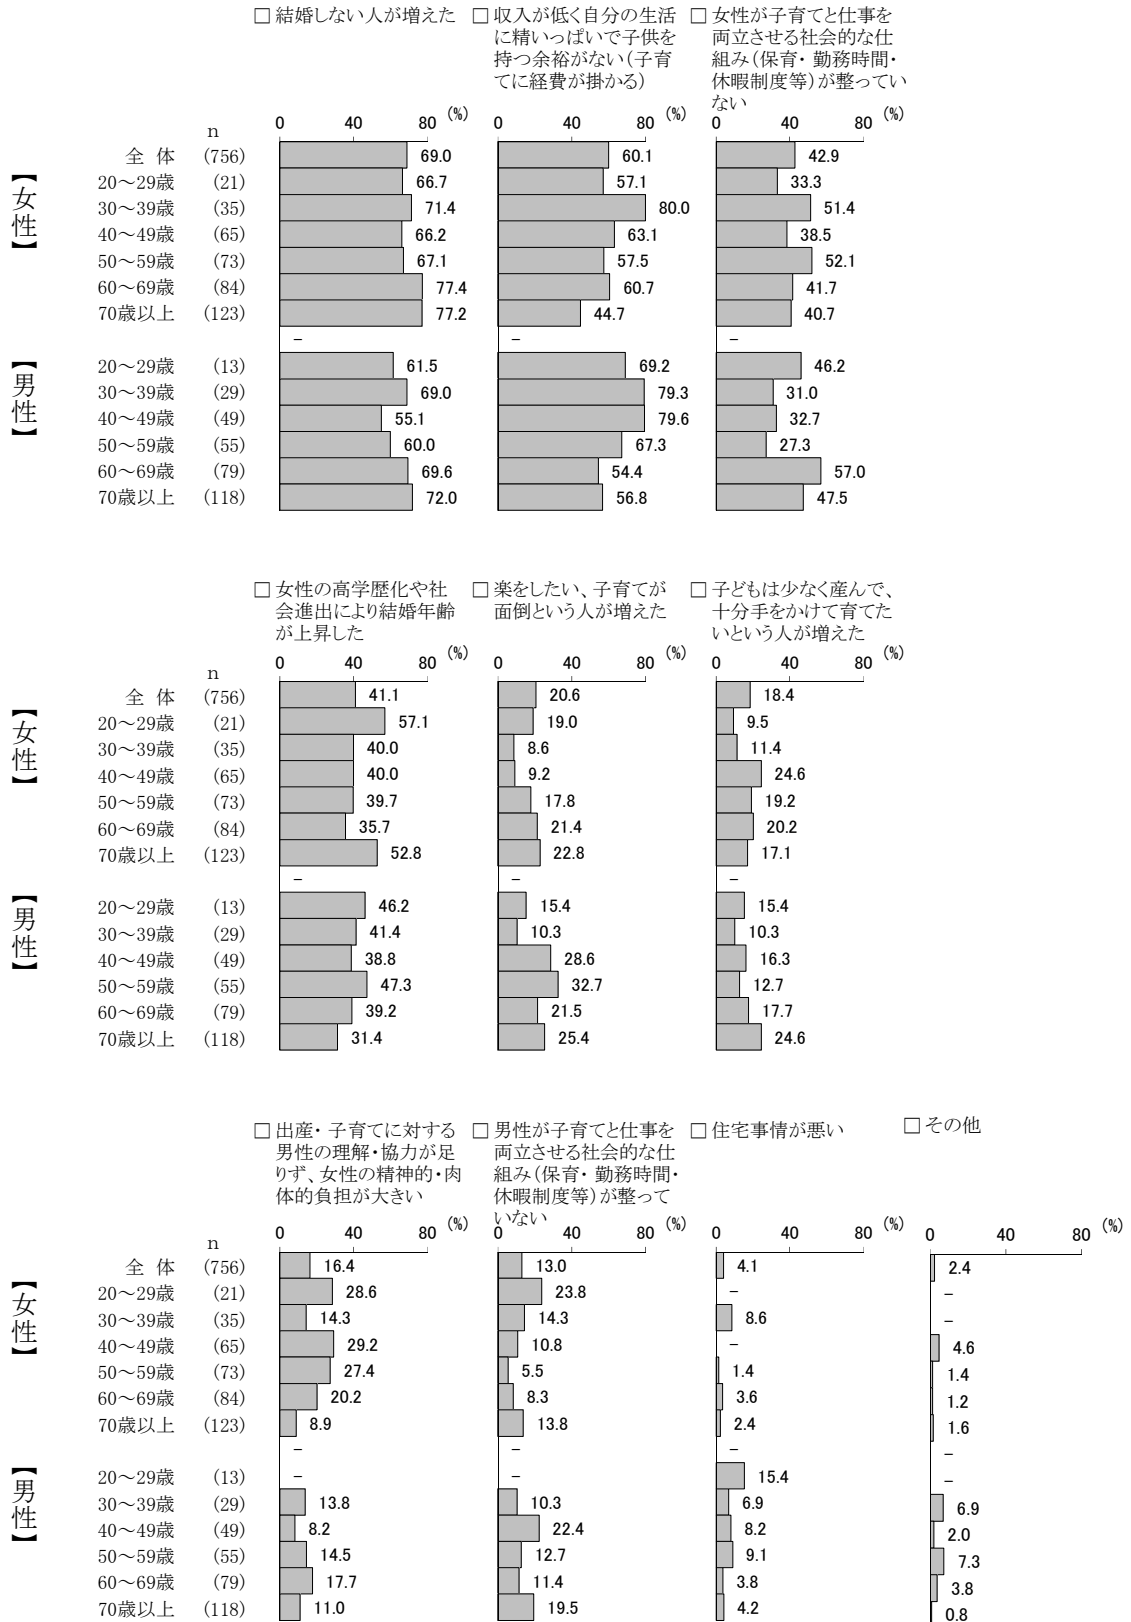 □ 結婚しない人が増えた
□ 収入が低く自分の生活
に精いっぱいで子供を
持つ余裕がない(子育
てに経費が掛かる)
□ 女性が子育てと仕事を
両立させる社会的な仕
組み(保育・勤務時間・
休暇制度等)が整ってい
ない
n 0 40 80 (%) 0 40 80 (%) 0 40 80 (%)
【女性】
全 体 (756) 69.0 60.1 42.9
20～29歳 (21) 66.7 57.1 33.3
30～39歳 (35) 71.4 80.0 51.4
40～49歳 (65) 66.2 63.1 38.5
50～59歳 (73) 67.1 57.5 52.1
60～69歳 (84) 77.4 60.7 41.7
70歳以上 (123) 77.2 44.7 40.7
－ － －
【男性】
20～29歳 (13) 61.5 69.2 46.2
30～39歳 (29) 69.0 79.3 31.0
40～49歳 (49) 55.1 79.6 32.7
50～59歳 (55) 60.0 67.3 27.3
60～69歳 (79) 69.6 54.4 57.0
70歳以上 (118) 72.0 56.8 47.5
□ 女性の高学歴化や社
会進出により結婚年齢
が上昇した
□ 楽をしたい、子育てが
面倒という人が増えた
□ 子どもは少なく産んで、
十分手をかけて育てた
いという人が増えた
n 0 40 80 (%) 0 40 80 (%) 0 40 80 (%)
【女性】
全 体 (756) 41.1 20.6 18.4
20～29歳 (21) 57.1 19.0 9.5
30～39歳 (35) 40.0 8.6 11.4
40～49歳 (65) 40.0 9.2 24.6
50～59歳 (73) 39.7 17.8 19.2
60～69歳 (84) 35.7 21.4 20.2
70歳以上 (123) 52.8 22.8 17.1
－ － －
【男性】
20～29歳 (13) 46.2 15.4 15.4
30～39歳 (29) 41.4 10.3 10.3
40～49歳 (49) 38.8 28.6 16.3
50～59歳 (55) 47.3 32.7 12.7
60～69歳 (79) 39.2 21.5 17.7
70歳以上 (118) 31.4 25.4 24.6
□ 出産・子育てに対する
男性の理解・協力が足
りず、女性の精神的・肉
体的負担が大きい
□ 男性が子育てと仕事を
両立させる社会的な仕
組み(保育・勤務時間・
休暇制度等)が整って
いない
□ 住宅事情が悪い
□ その他
n 0 40 80 (%) 0 40 80 (%) 0 40 80 (%) 0 40 80 (%)
【女性】
全 体 (756) 16.4 13.0 4.1 2.4
20～29歳 (21) 28.6 23.8 － －
30～39歳 (35) 14.3 14.3 8.6 －
40～49歳 (65) 29.2 10.8 － 4.6
50～59歳 (73) 27.4 5.5 1.4 1.4
60～69歳 (84) 20.2 8.3 3.6 1.2
70歳以上 (123) 8.9 13.8 2.4 1.6
－ － － －
【男性】
20～29歳 (13) － － 15.4 －
30～39歳 (29) 13.8 10.3 6.9 6.9
40～49歳 (49) 8.2 22.4 8.2 2.0
50～59歳 (55) 14.5 12.7 9.1 7.3
60～69歳 (79) 17.7 11.4 3.8 3.8
70歳以上 (118) 11.0 19.5 4.2 0.8